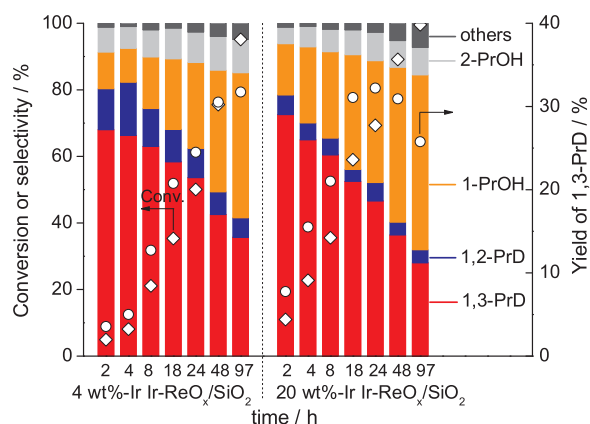 100
80
60
40
20
0
Conversion or selectivity / %
Conv.
others
2-PrOH
1-PrOH
1,2-PrD
1,3-PrD
40
30
20
10
0
Yield of 1,3-PrD / %
2 4 8 18 24 48 97 2 4 8 18 24 48 97
4 wt%-Ir Ir-ReOx/SiO2 20 wt%-Ir Ir-ReOx/SiO2
time / h